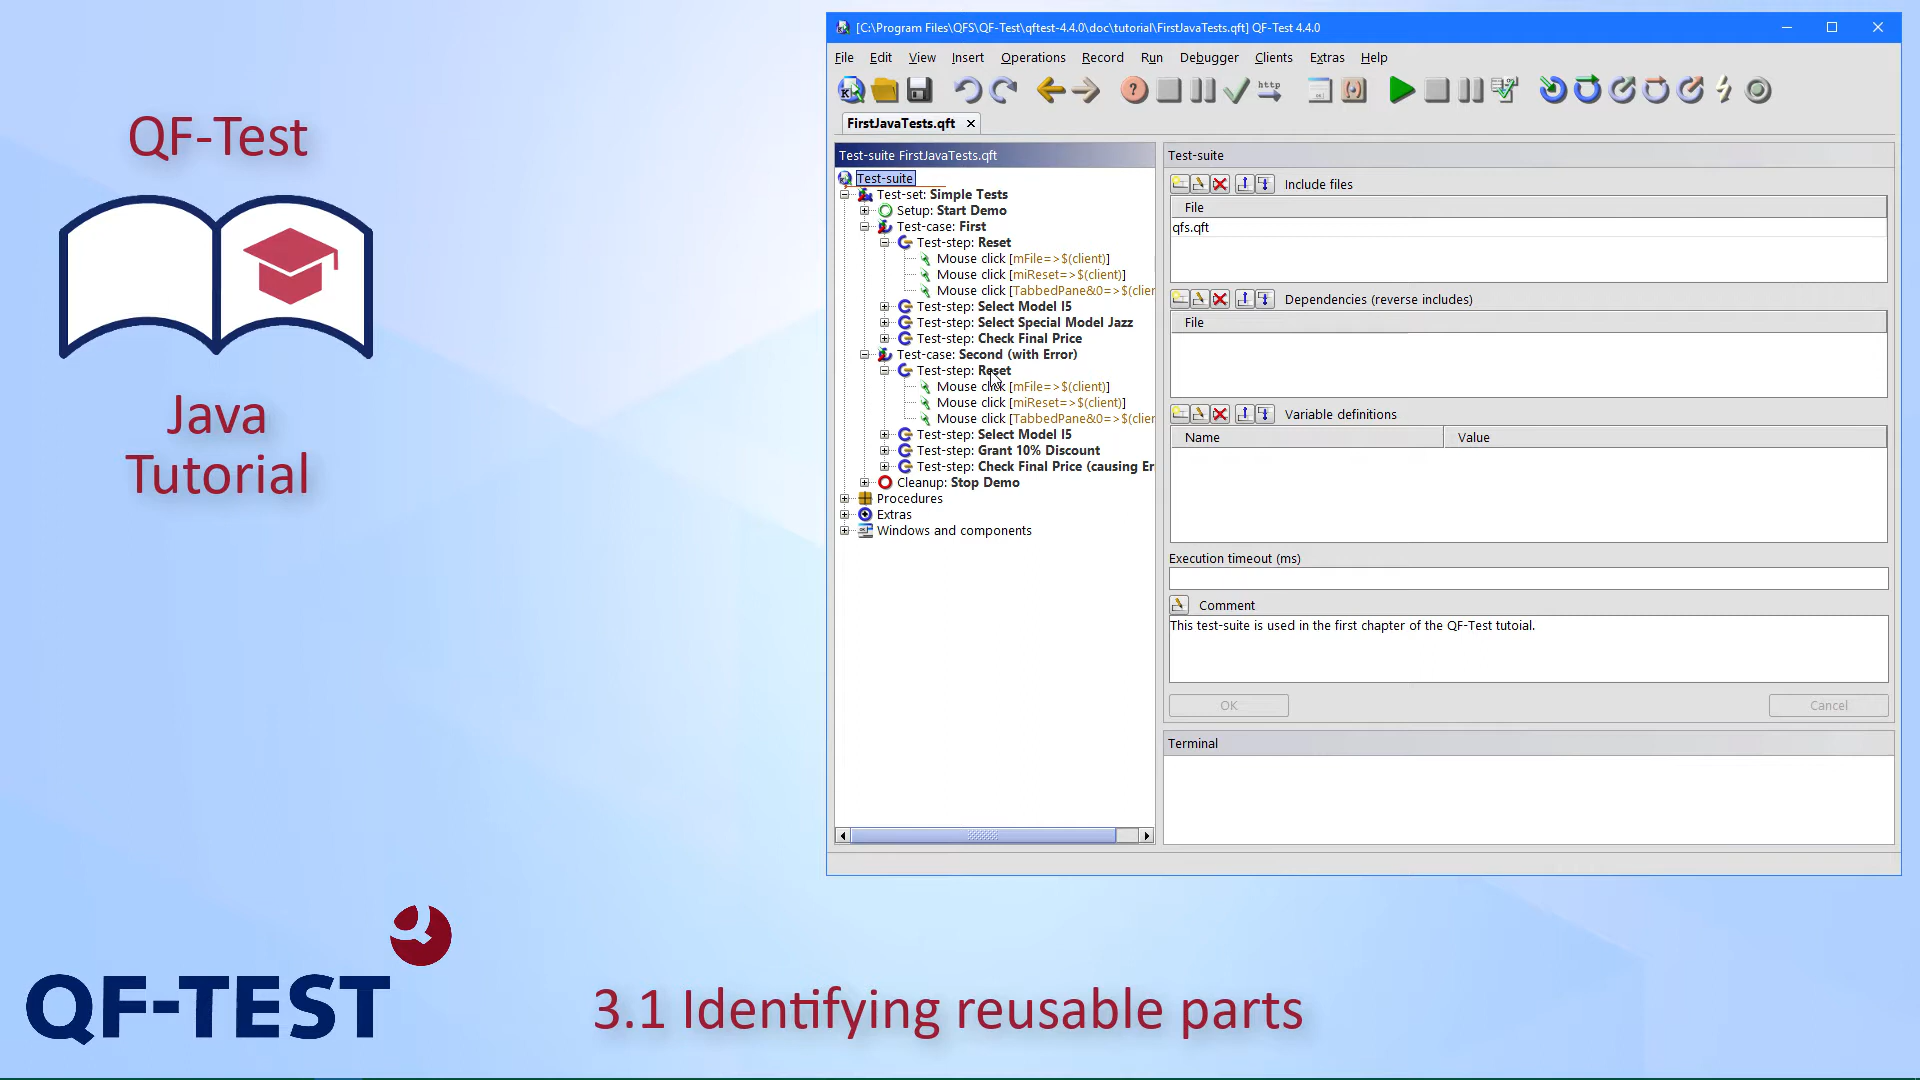 QF-Test
Java
Tutorial
QF-TEST
3.1 Identifying reusable parts
[C:\Program Files\QFS\QF-Test\qftest-4.4.0\doc\tutorial\FirstJavaTests.qft] QF-Test 4.4.0
File Edit View Insert Operations Record Run Debugger Clients Extras Help
http
FirstJavaTests.qft
Test-suite FirstJavaTests.qft
Test-suite
Test-set: Simple Tests
Setup: Start Demo
Test-case: First
Test-step: Reset
Mouse click [mFile=>$(client)]
Mouse click [miReset=>$(client)]
Mouse click [TabbedPane&0=>$(clier
Test-step: Select Model I5
Test-step: Select Special Model Jazz
Test-step: Check Final Price
Test-case: Second (with Error)
Test-step: Reset
Mouse click [mFile=>$(client)]
Mouse click [miReset=>$(client)]
Mouse click [TabbedPane&0=>$(clier
Test-step: Select Model I5
Test-step: Grant 10% Discount
Test-step: Check Final Price (causing Er
Cleanup: Stop Demo
Procedures
Extras
Windows and components
Test-suite
Include files
File
qfs.qft
Dependencies (reverse includes)
File
Variable definitions
Name Value
Execution timeout (ms)
Comment
This test-suite is used in the first chapter of the QF-Test tutoial.
OK Cancel
Terminal